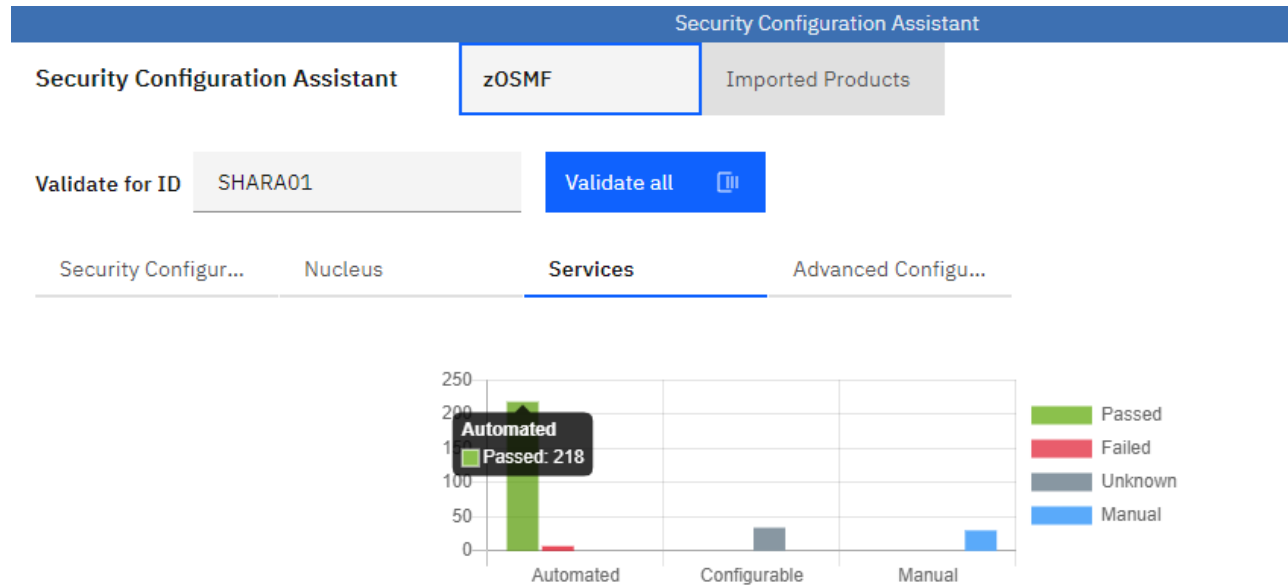 Security Configuration Assistant
Security Configuration Assistant zOSMF Imported Products
Validate for ID SHARA01 Validate all
Security Configur... Nucleus Services Advanced Configu...
250
200
Automated
Passed: 218
100
50
0
Automated Configurable Manual
Passed
Failed
Unknown
Manual